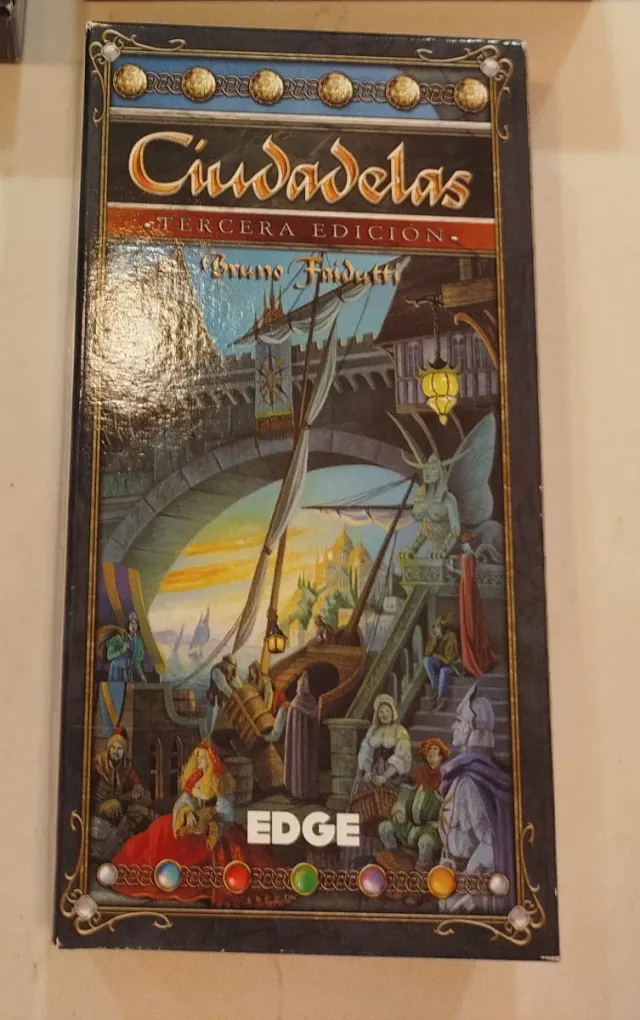 Ciudadelas
TERCERA EDICIÓN
Bruno Faidutti
EDGE